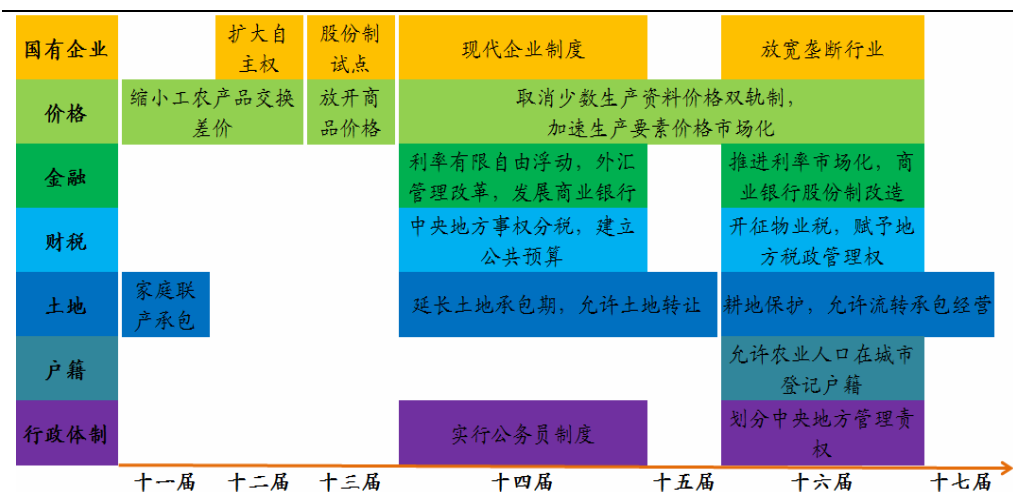 国有企业
扩大自
主权
股份制
试点
现代企业制度
放宽垄断行业
价格
缩小工农产品交换
差价
放开商
品价格
取消少数生产资料价格双轨制，
加速生产要素价格市场化
金融
利率有限自由浮动，外汇
管理改革，发展商业银行
推进利率市场化，商
业银行股份制改造
财税
中央地方事权分税，建立
公共预算
开征物业税，赋予地
方税政管理权
土地
家庭联
产承包
延长土地承包期，允许土地转让
耕地保护，允许流转承包经营
户籍
允许农业人口在城市
登记户籍
行政体制
实行公务员制度
划分中央地方管理责
权
十一届 十二届 十三届 十四届 十五届 十六届 十七届